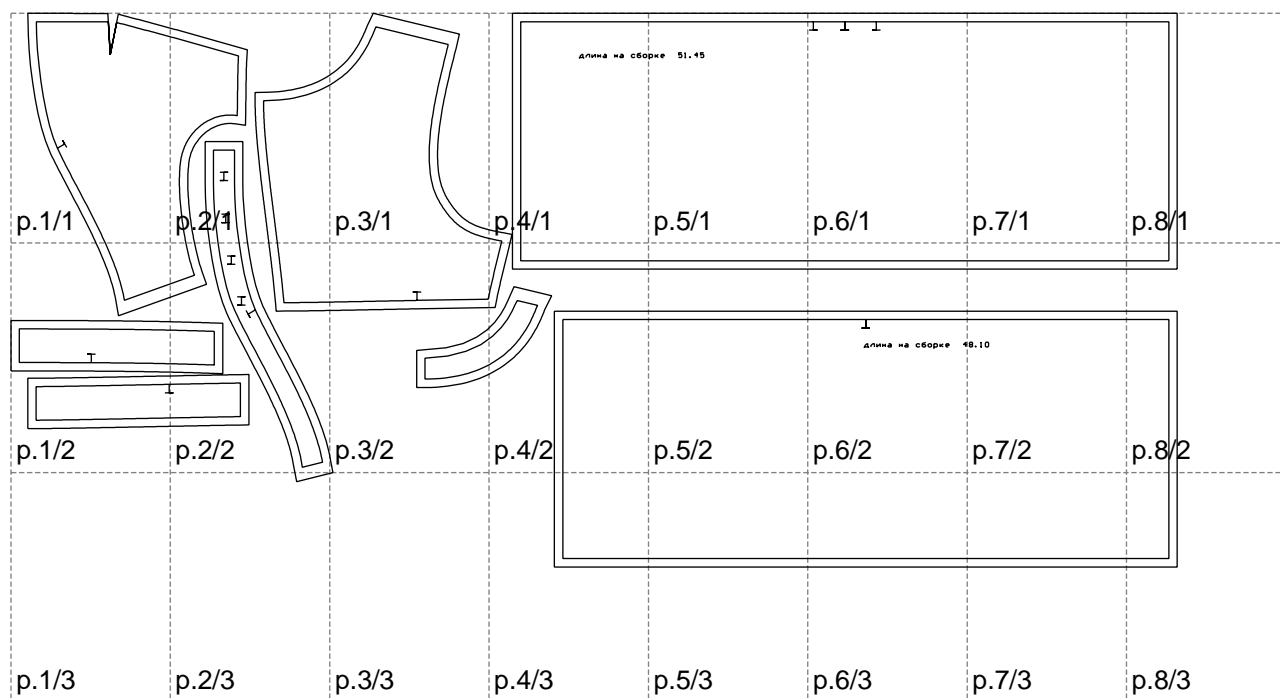 длина на сборке 51.45
p.1/1 p.2/1 p.3/1 p.4/1 p.5/1 p.6/1 p.7/1 p.8/1
длина на сборке 48.10
p.1/2 p.2/2 p.3/2 p.4/2 p.5/2 p.6/2 p.7/2 p.8/2
p.1/3 p.2/3 p.3/3 p.4/3 p.5/3 p.6/3 p.7/3 p.8/3